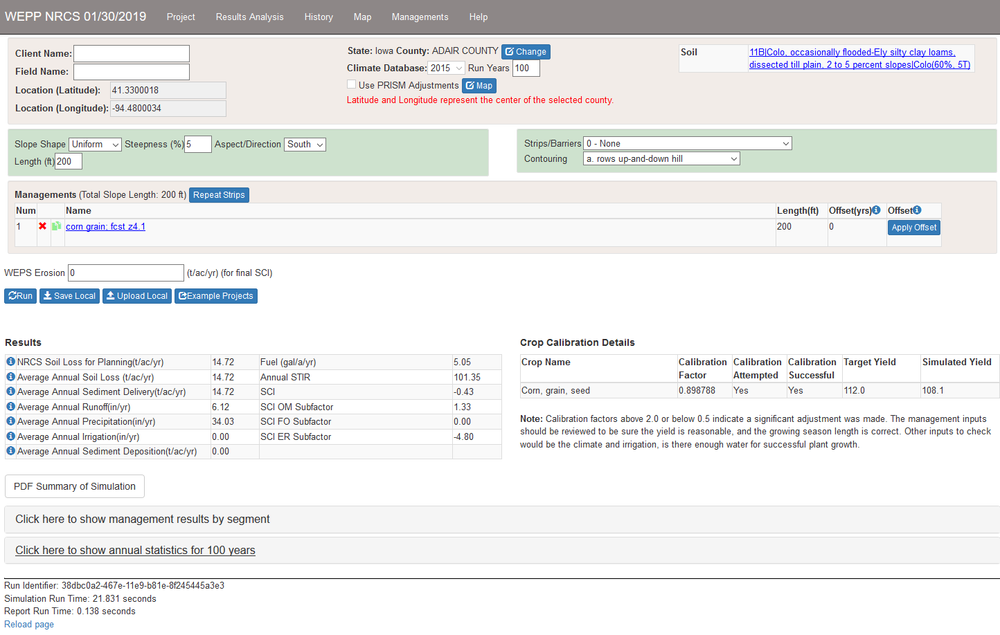 WEPP NRCS 01/30/2019 Project Results Analysis History Map Managements Help
Client Name:
Field Name:
Location (Latitude): 41.3300018
Location (Longitude): -94.4800034
State: Iowa County: ADAIR COUNTY Change
Climate Database: 2015 Run Years 100
Use PRISM Adjustments Map
Latitude and Longitude represent the center of the selected county.
Soil 11B|Colo, occasionally flooded-Ely silty clay loams,
dissected till plain, 2 to 5 percent slopes|Colo(60%, 5T)
Slope Shape Uniform Steepness (%) 5 Aspect/Direction South
Length (ft) 200
Strips/Barriers 0 - None
Contouring a. rows up-and-down hill
Managements (Total Slope Length: 200 ft) Repeat Strips
Num Name Length(ft) Offset(yrs) Offset
1 corn grain; fcst z4.1 200 0 Apply Offset
WEPS Erosion 0 (t/ac/yr) (for final SCI)
Run Save Local Upload Local Example Projects
Results
NRCS Soil Loss for Planning(t/ac/yr) 14.72 Fuel (gal/a/yr) 5.05
Average Annual Soil Loss (t/ac/yr) 14.72 Annual STIR 101.35
Average Annual Sediment Delivery(t/ac/yr) 14.72 SCI -0.43
Average Annual Runoff(in/yr) 6.12 SCI OM Subfactor 1.33
Average Annual Precipitation(in/yr) 34.03 SCI FO Subfactor 0.00
Average Annual Irrigation(in/yr) 0.00 SCI ER Subfactor -4.80
Average Annual Sediment Deposition(t/ac/yr) 0.00
Crop Calibration Details
Crop Name Calibration Calibration Calibration Target Yield Simulated Yield
Factor Attempted Successful
Corn, grain, seed 0.898788 Yes Yes 112.0 108.1
Note: Calibration factors above 2.0 or below 0.5 indicate a significant adjustment was made. The management inputs
should be reviewed to be sure the yield is reasonable, and the growing season length is correct. Other inputs to check
would be the climate and irrigation, is there enough water for successful plant growth.
PDF Summary of Simulation
Click here to show management results by segment
Click here to show annual statistics for 100 years
Run Identifier: 38dbc0a2-467e-11e9-b81e-8f245445a3e3
Simulation Run Time: 21.831 seconds
Report Run Time: 0.138 seconds
Reload page